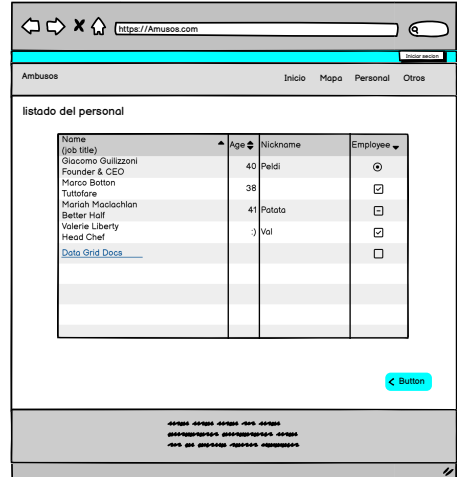 https://Amusos.com
Iniciar secion
Ambusos
Inicio Mapa Personal Otros
listado del personal
Name
(job title) Age Nickname Employee
Giacomo Guilizzoni
Founder & CEO 40 Peldi
Marco Botton
Tuttofare 38
Mariah Maclachlan
Better Half 41 Patata
Valerie Liberty
Head Chef :) Val
Data Grid Docs
Button